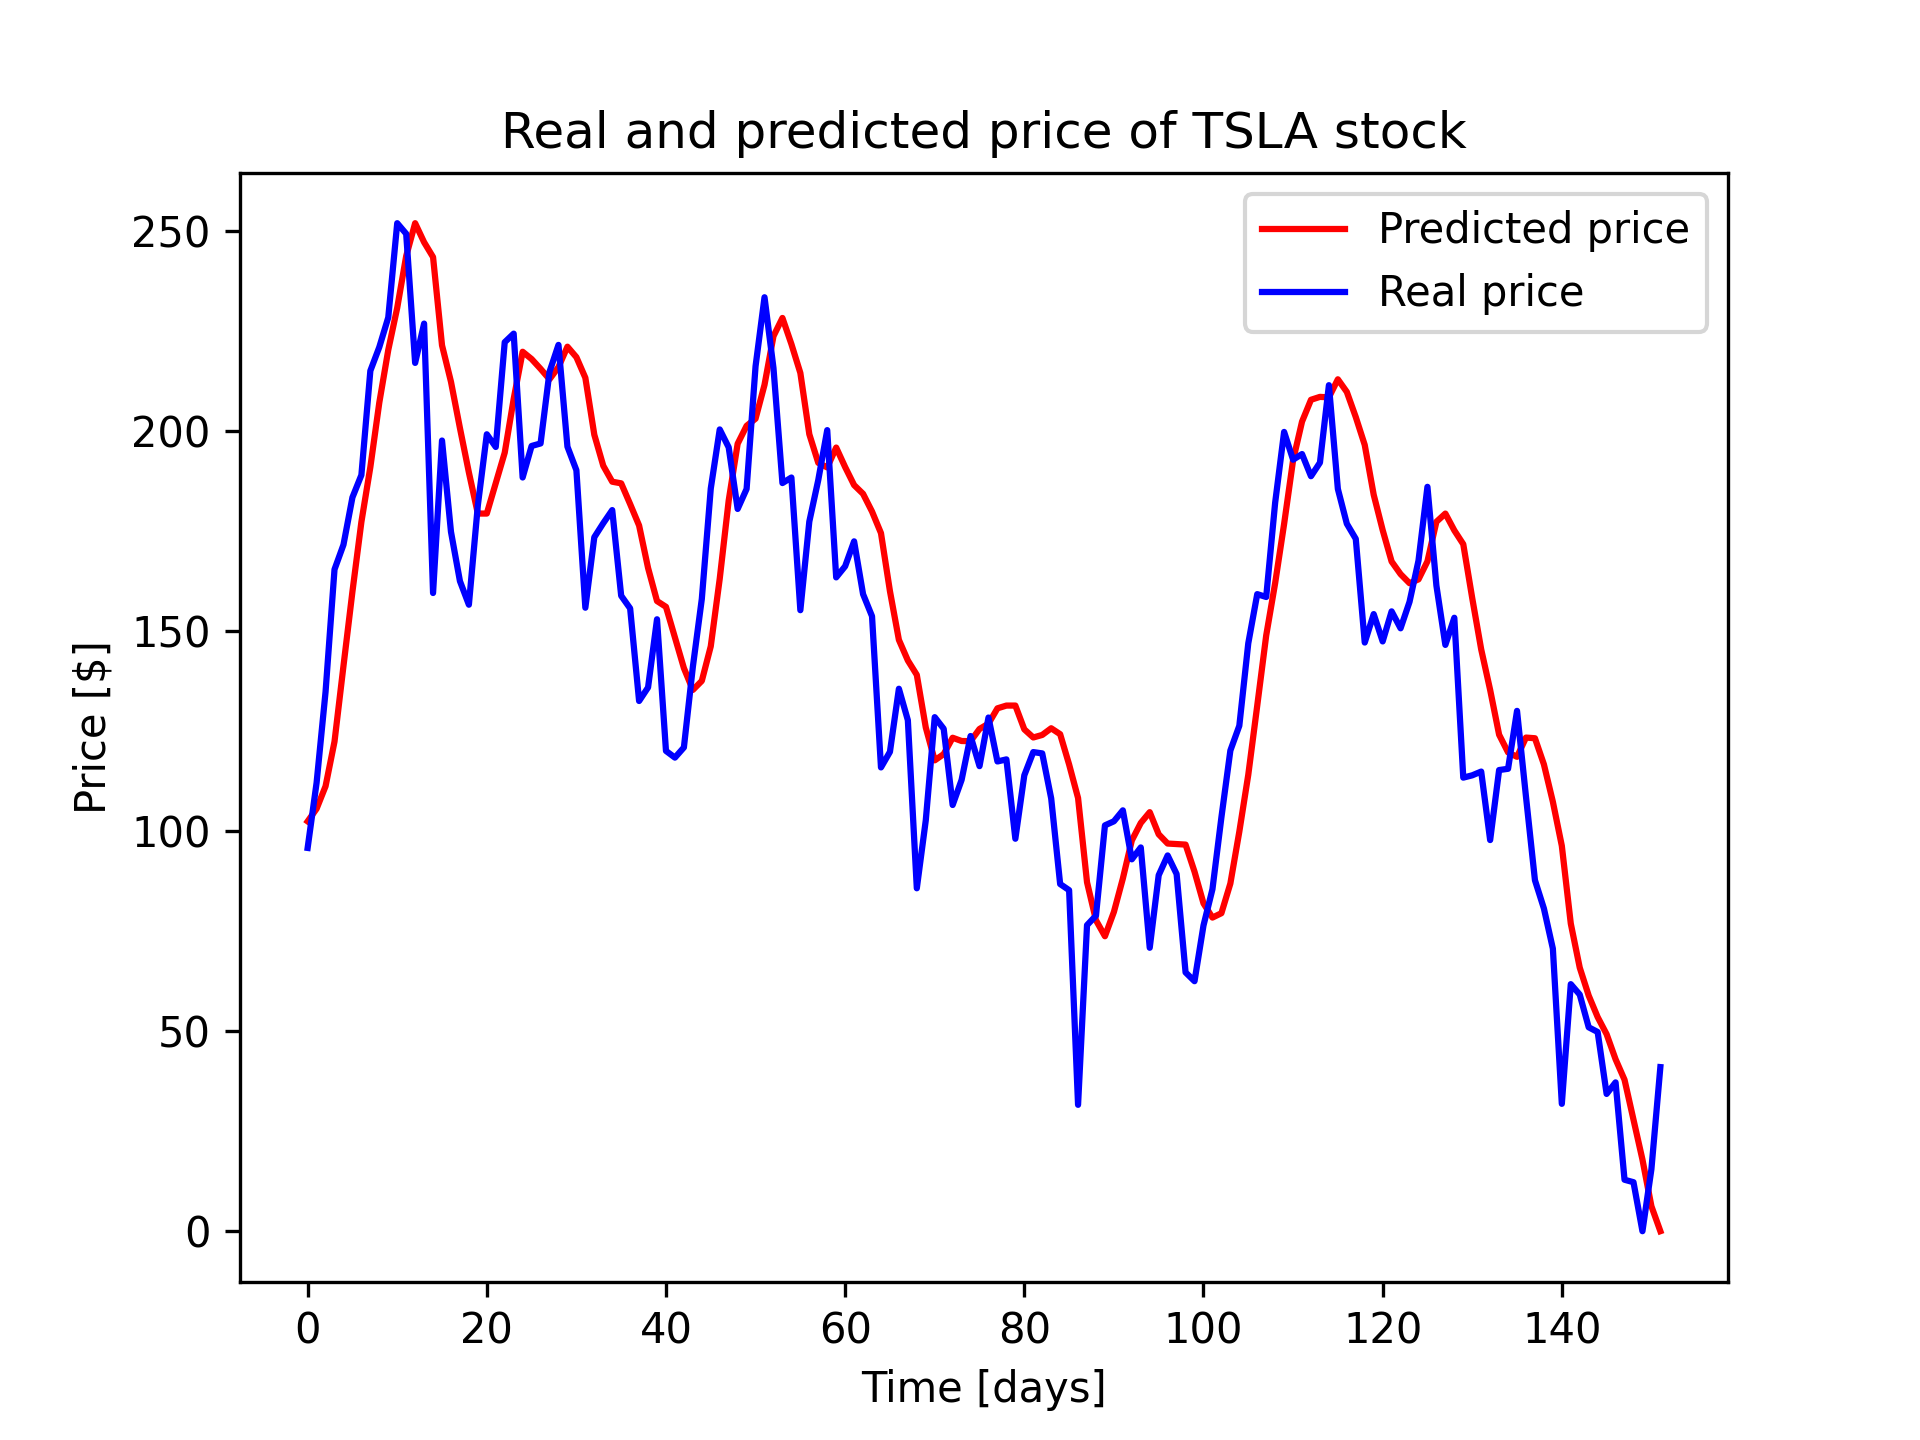 Real and predicted price of TSLA stock
Predicted price
Real price
250
200
150
100
50
0
Price [$]
0 20 40 60 80 100 120 140
Time [days]